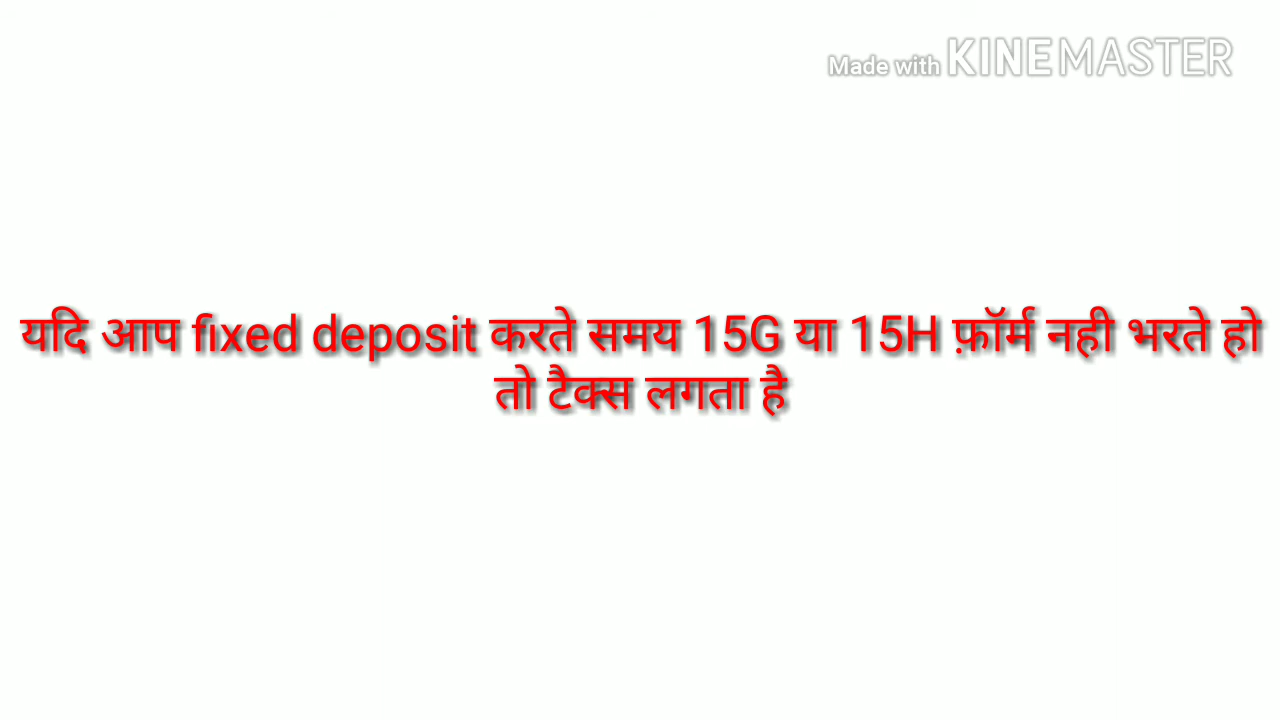 Made with KINEMASTER
यदि आप fixed deposit करते समय 15G या 15H फ़ॉर्म नही भरते हो
तो टैक्स लगता है